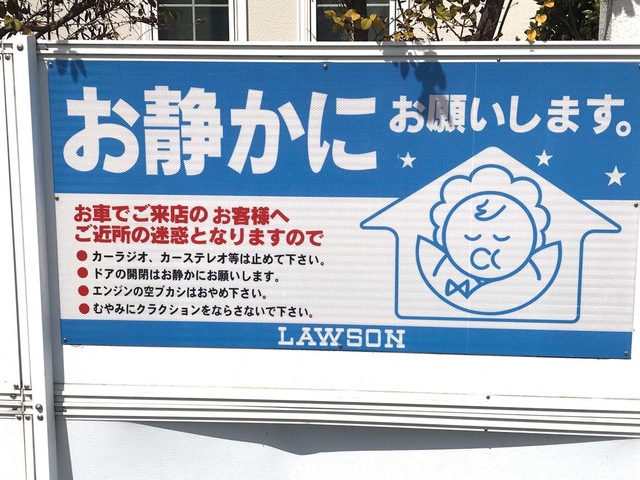 お静かにお願いします。
お車でご来店の お客様へ
ご近所の迷惑となりますので
●カーラジオ、カーステレオ等は止めて下さい。
●ドアの開閉はお静かにお願いします。
●エンジンの空ブカシはおやめ下さい。
●むやみにクラクションをならさないで下さい。
LAWSON